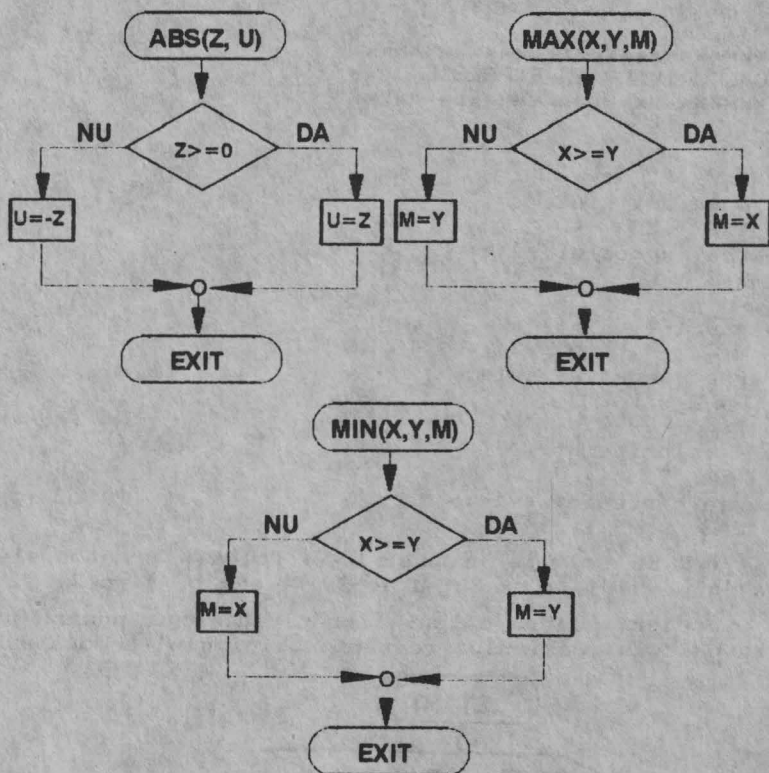 ABS(Z, U)
NU
DA
Z>=0
U=-Z
U=Z
EXIT
MAX(X,Y,M)
NU
DA
X>=Y
M=Y
M=X
EXIT
MIN(X,Y,M)
NU
DA
X>=Y
M=X
M=Y
EXIT